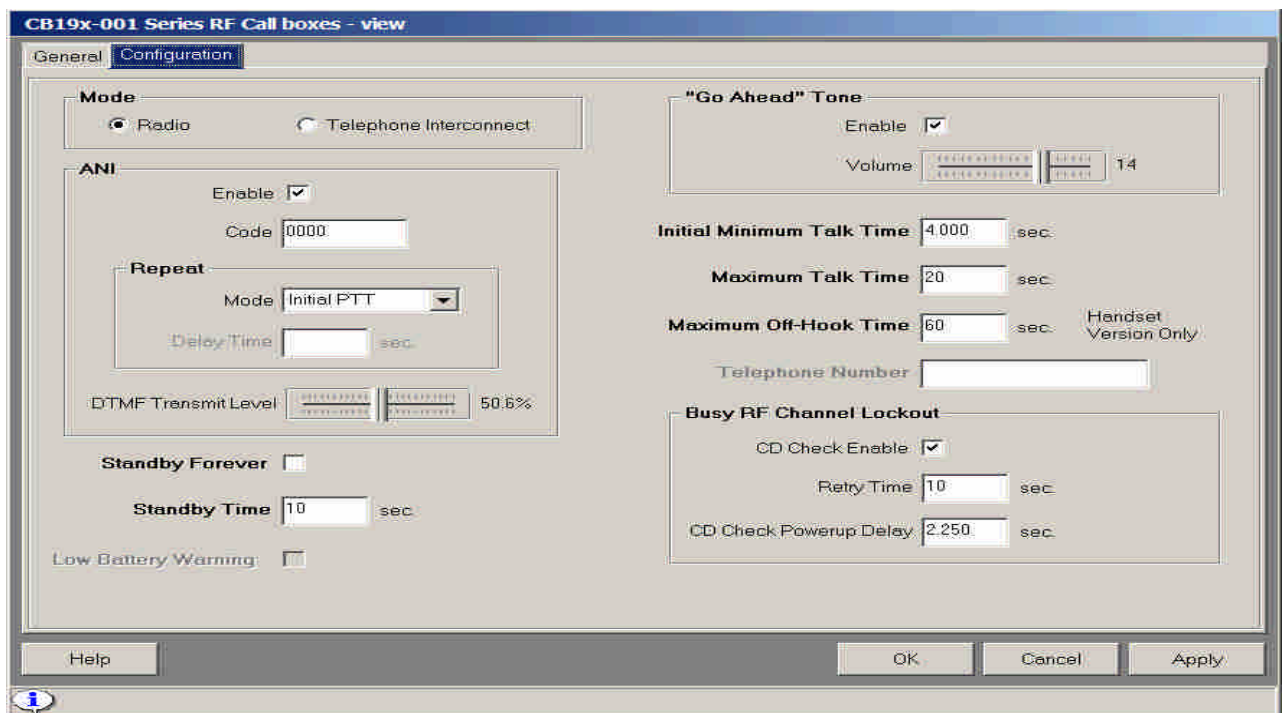 CB19x-001 Series RF Call boxes - view
General Configuration
Mode
Radio Telephone Interconnect
ANI
Enable
Code 0000
Repeat
Mode Initial PTT
Delay Time sec.
DTMF Transmit Level 50.6%
Standby Forever
Standby Time 10 sec.
Low Battery Warning
"Go Ahead" Tone
Enable
Volume 14
Initial Minimum Talk Time 4.000 sec.
Maximum Talk Time 20 sec.
Maximum Off-Hook Time 60 sec. Handset
Version Only
Telephone Number
Busy RF Channel Lockout
CD Check Enable
Retry Time 10 sec.
CD Check Powerup Delay 2.250 sec.
Help OK Cancel Apply